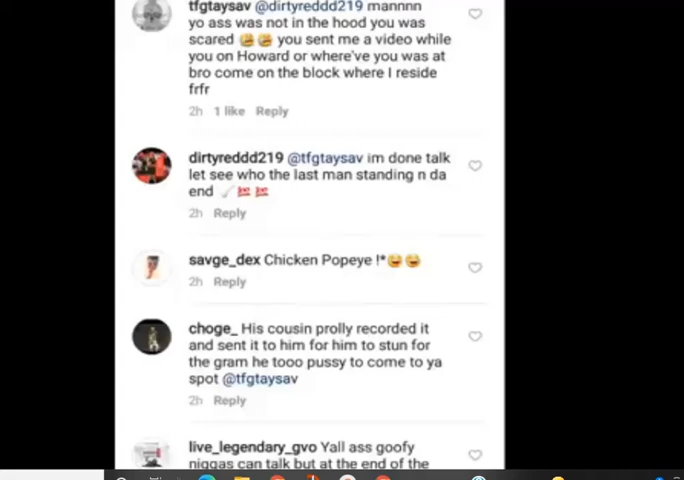 tfgtaysav @dirtyreddd219 mannnn
yo ass was not in the hood you was
scared 😂😂 you sent me a video while
you on Howard or where've you was at
bro come on the block where I reside
frfr
2h 1 like Reply
dirtyreddd219 @tfgtaysav im done talk
let see who the last man standing n da
end
2h Reply
savge_dex Chicken Popeye !*😂😂
2h Reply
choge_ His cousin prolly recorded it
and sent it to him for him to stun for
the gram he tooo pussy to come to ya
spot @tfgtaysav
2h Reply
live_legendary_gvo Yall ass goofy
niggas can talk but at the end of the